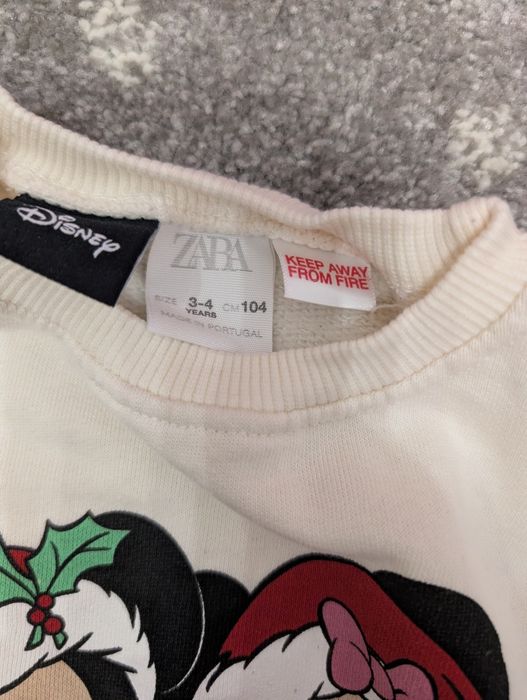 Disney
ZARA
SIZE 3-4 YEARS CM 104
MADE IN PORTUGAL
KEEP AWAY
FROM FIRE